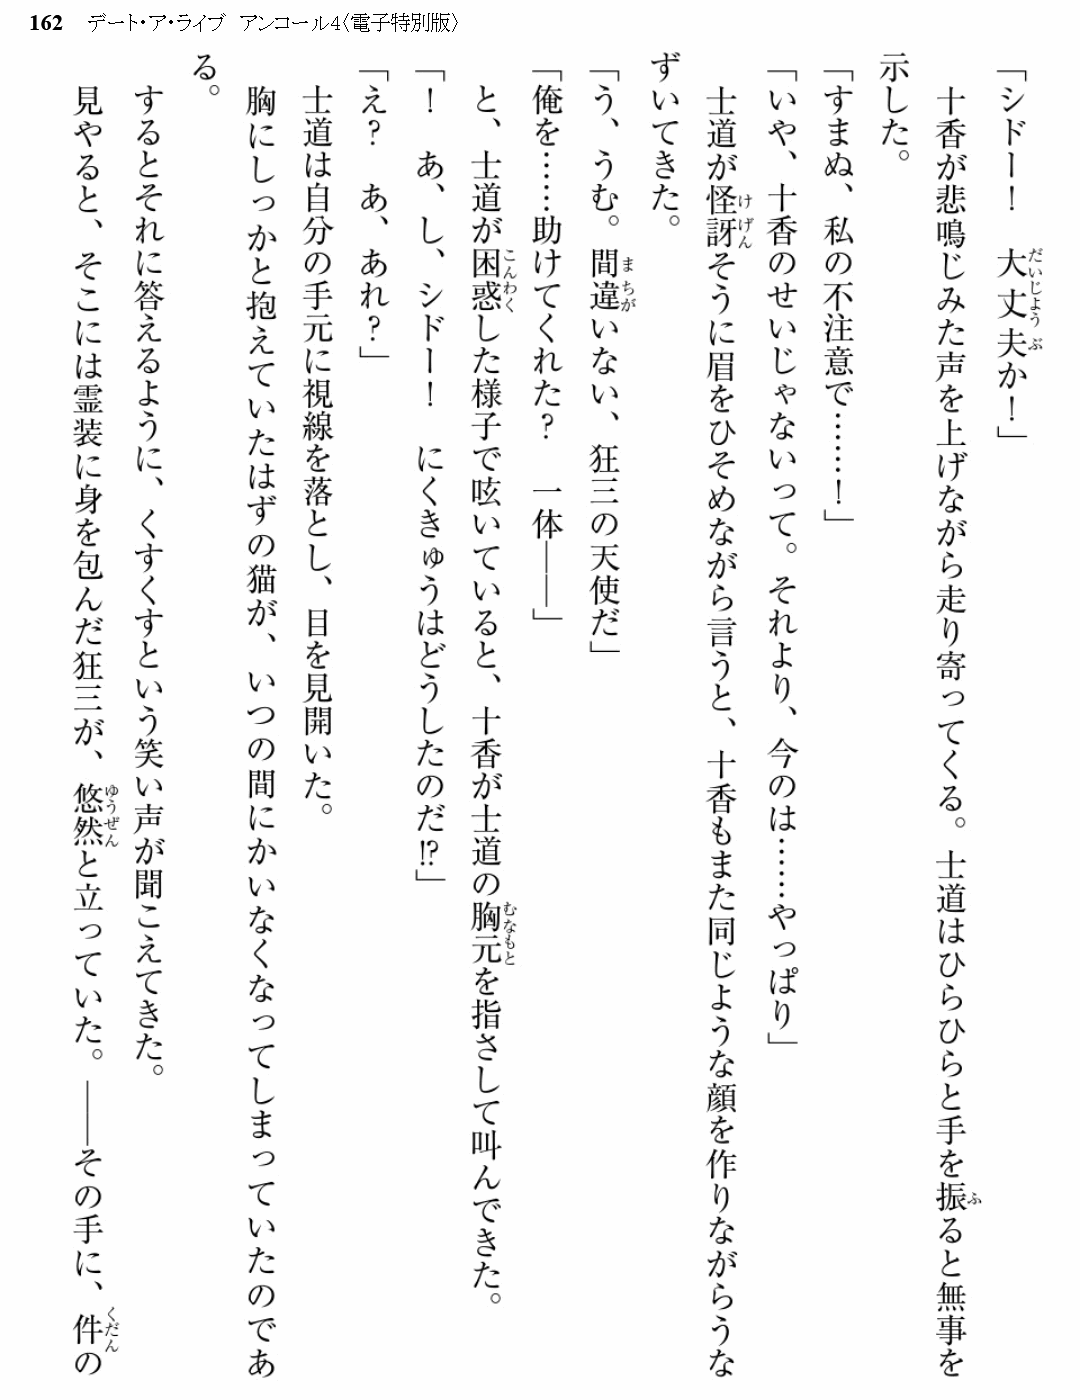 162 デート・ア・ライブ アンコール4〈電子特別版〉
「シドー！　大丈夫か！」
　十香が悲鳴じみた声を上げながら走り寄ってくる。士道はひらひらと手を振ると無事を
示した。
「すまぬ、私の不注意で……！」
「いや、十香のせいじゃないって。それより、今のは……やっぱり」
　士道が怪訝そうに眉をひそめながら言うと、十香もまた同じような顔を作りながらうな
ずいてきた。
「う、うむ。間違いない、狂三の天使だ」
「俺を……助けてくれた？　一体――」
　と、士道が困惑した様子で呟いていると、十香が士道の胸元を指さして叫んできた。
「！　あ、し、シドー！　にくきゅうはどうしたのだ!?」
「え？　あ、あれ？」
　士道は自分の手元に視線を落とし、目を見開いた。
　胸にしっかと抱えていたはずの猫が、いつの間にかいなくなってしまっていたのであ
る。
　するとそれに答えるように、くすくすという笑い声が聞こえてきた。
　見やると、そこには霊装に身を包んだ狂三が、悠然と立っていた。――その手に、件の